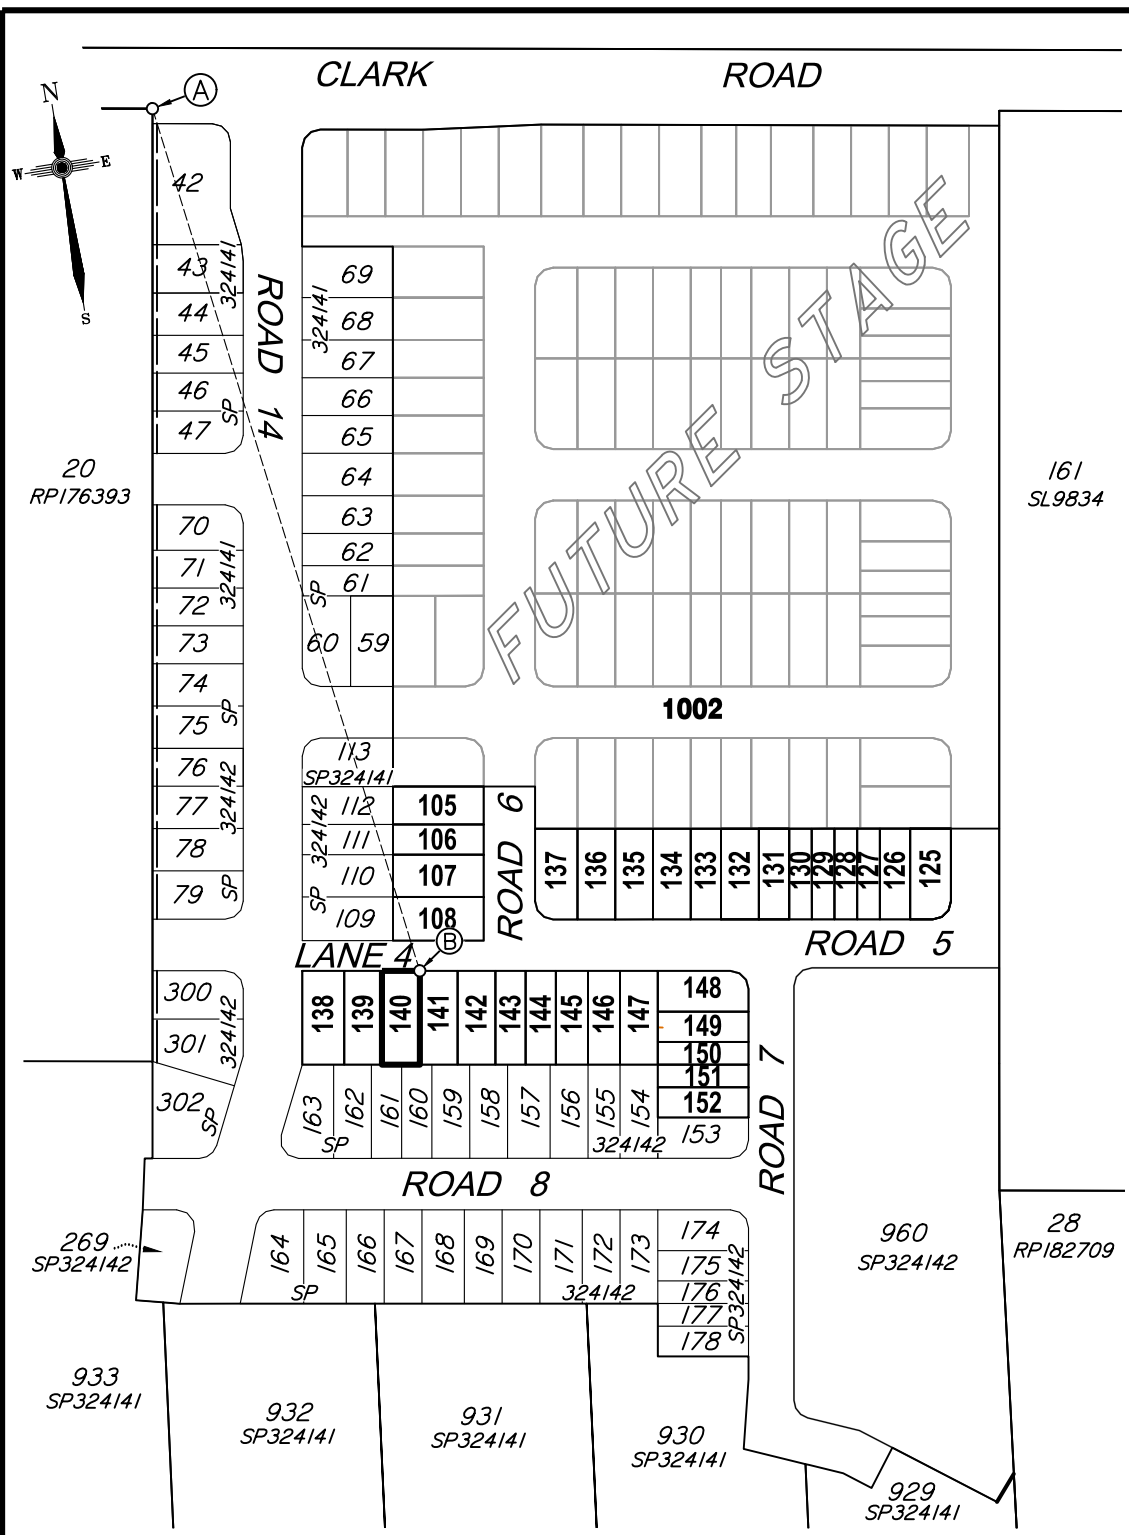 CLARK ROAD
A
N
W E
S
42
43
44
45
46
47
324141
SP
ROAD 14
69
68
67
66
65
64
63
62
61
60 59
324141
SP
FUTURE STAGE
20
RP176393
161
SL9834
70
71
72
73
74
75
76
77
78
79
324141
SP
324142
SP
1002
113
SP324141
112
111
110
109
324142
SP
105
106
107
108
ROAD 6
137 136 135 134 133 132 131 130 129 128 127 126 125
B
LANE 4
ROAD 5
300
301
302
324142
SP
138 139 140 141 142 143 144 145 146 147
148
149
150
151
152
153
163 162 161 160 159 158 157 156 155 154
SP 324142
ROAD 7
ROAD 8
269
SP324142
164 165 166 167 168 169 170 171 172 173
SP 324142
174
175
176
177
178
SP324142
960
SP324142
28
RP182709
933
SP324141
932
SP324141
931
SP324141
930
SP324141
929
SP324141